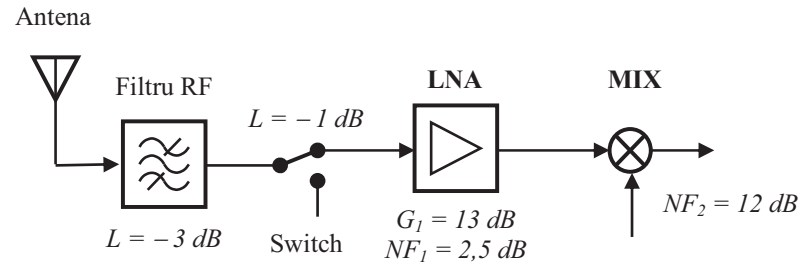 Antena
Filtru RF
LNA
MIX
L = – 1 dB
L = – 3 dB
Switch
G1 = 13 dB
NF1 = 2,5 dB
NF2 = 12 dB